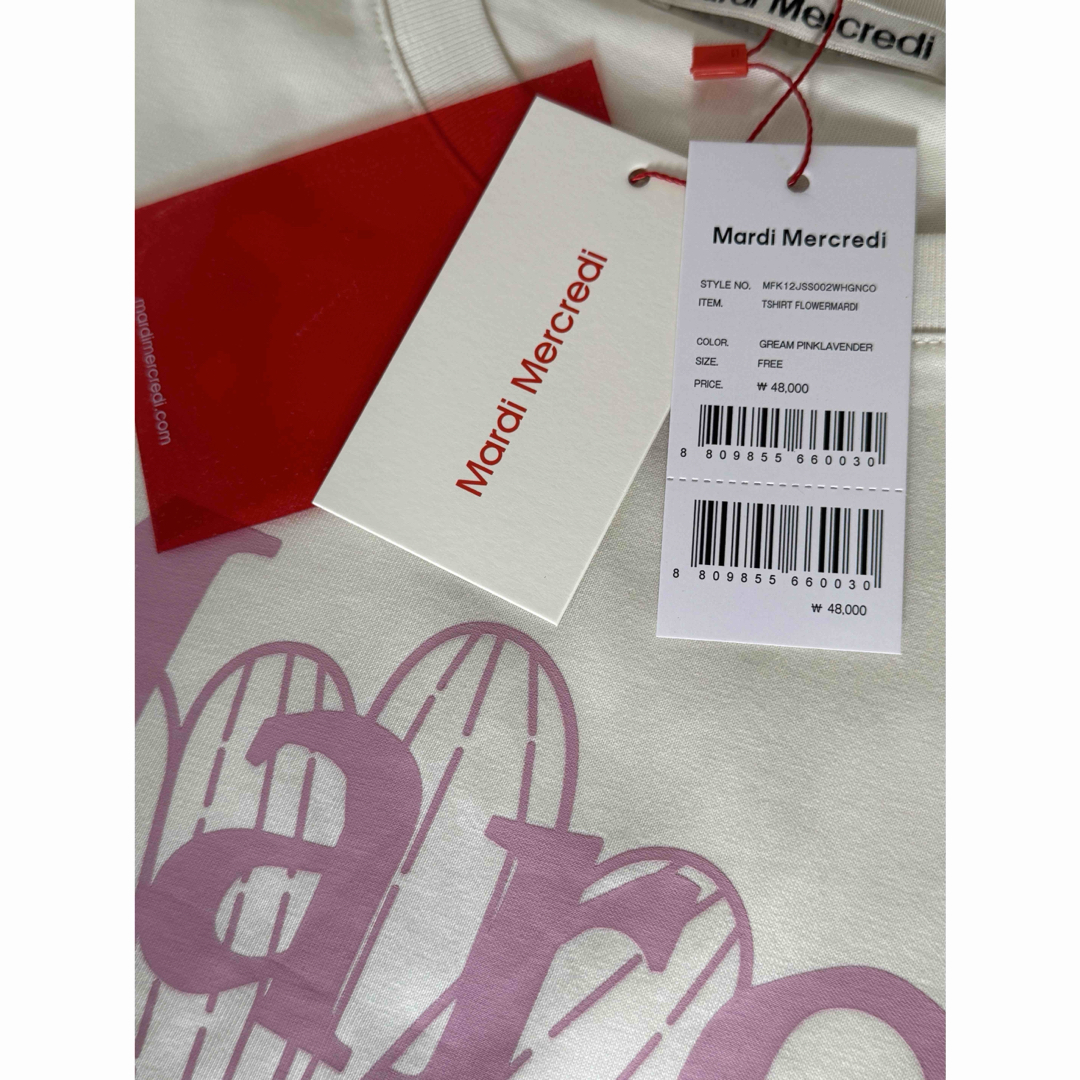 Mercredi
mardimercredi.com
Mardi Mercredi
Mardi Mercredi
STYLE NO. MFK12JSS002WHGNCO
ITEM. TSHIRT FLOWERMARDI
COLOR. GREAM PINKLAVENDER
SIZE. FREE
PRICE. ₩ 48,000
8 809855 660030
8 809855 660030
₩ 48,000